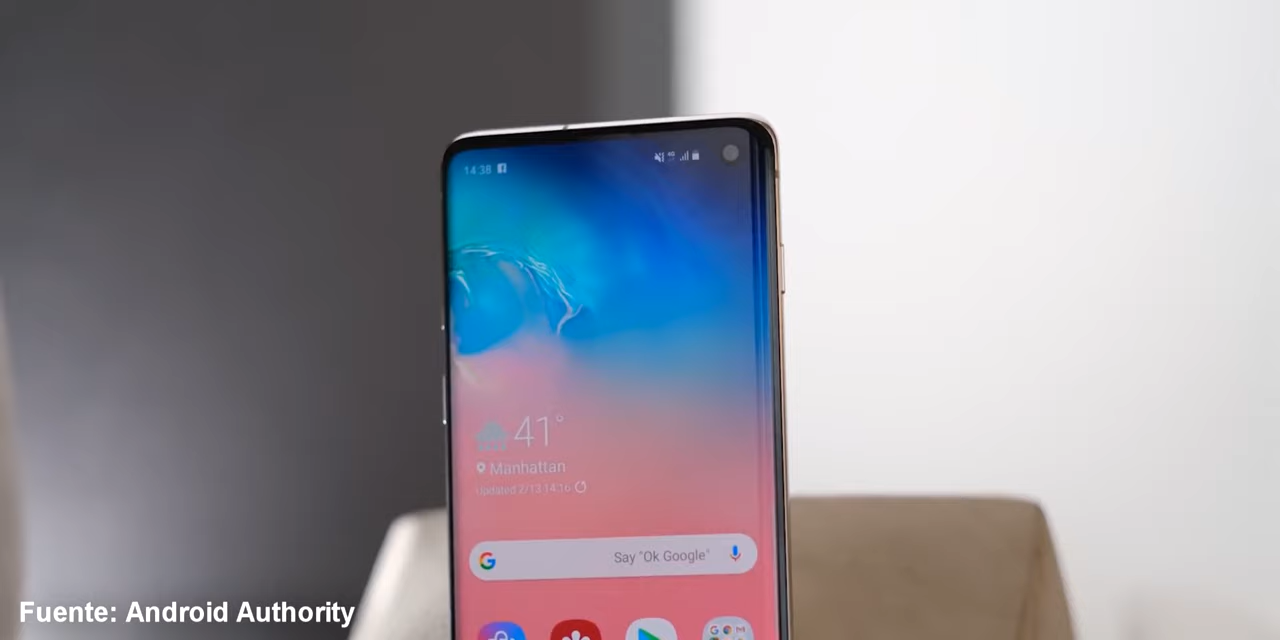 14:38
41°
Manhattan
Updated 2/13 14:16
Say "Ok Google"
Fuente: Android Authority